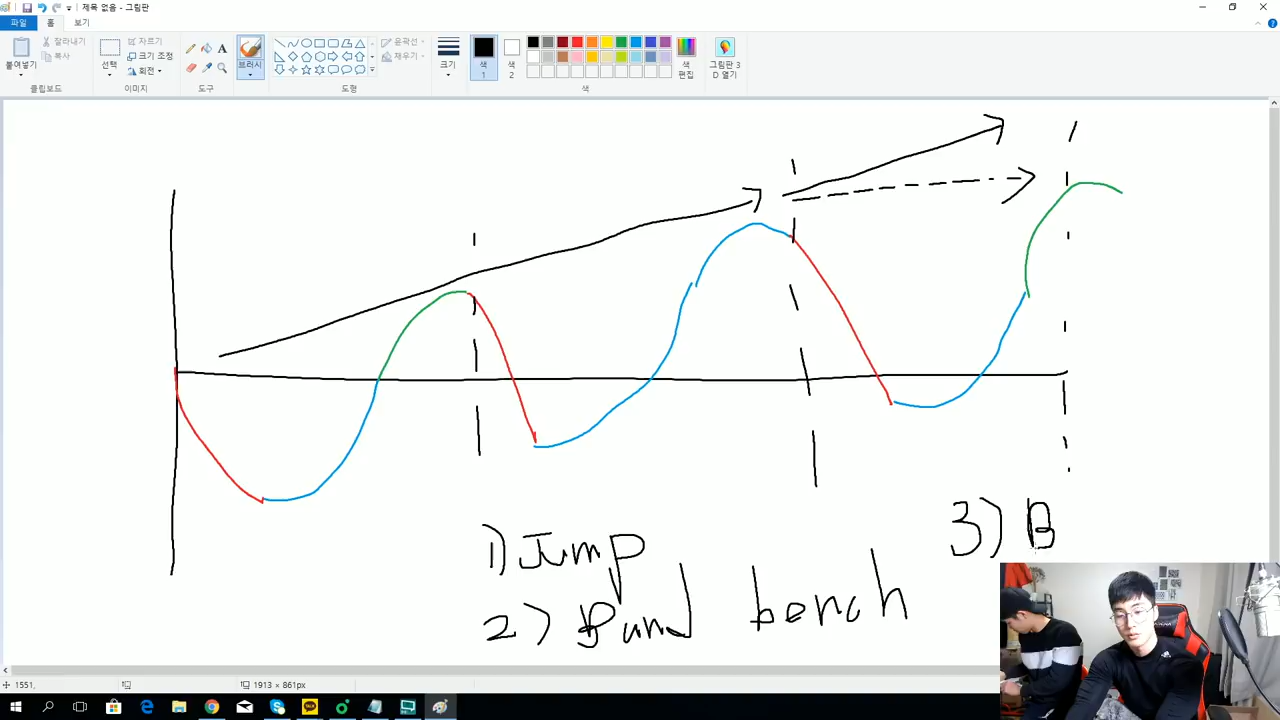 제목 없음 - 그림판
파일
홈
보기
붙여넣기
잘라내기
복사
클립보드
선택
자르기
크기 조정
회전
이미지
A
도구
브러시
윤곽선
채우기
도형
크기
색 1
색 2
색 편집
색
그림판 3D 열기
1) Jump
2) Pund bench
3) B
1551,
1913 × 861px